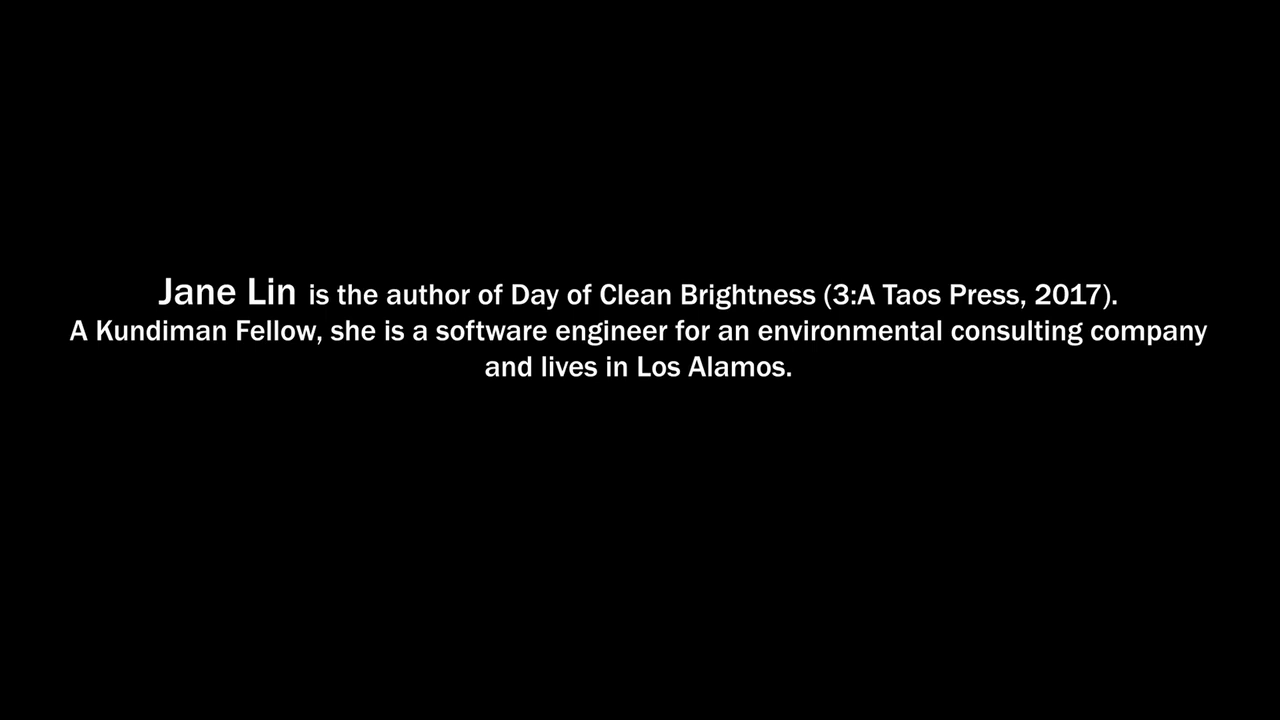 Jane Lin is the author of Day of Clean Brightness (3:A Taos Press, 2017).
A Kundiman Fellow, she is a software engineer for an environmental consulting company
and lives in Los Alamos.